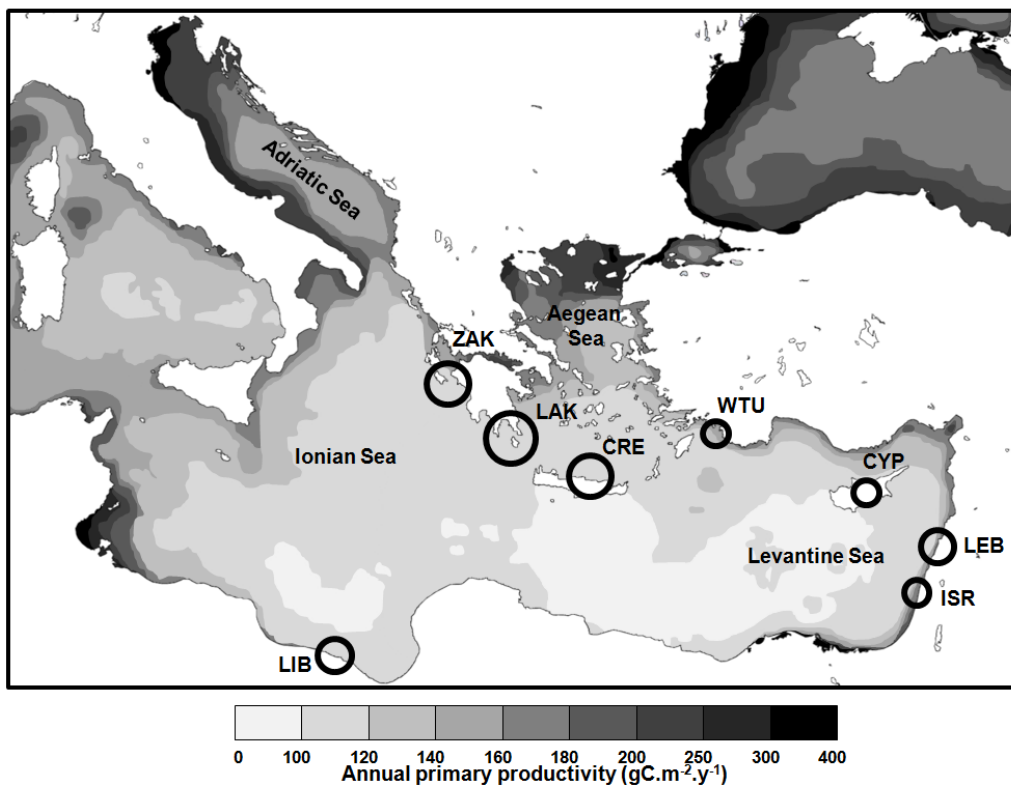 Adriatic Sea
Aegean
Sea
ZAK
LAK
WTU
Ionian Sea
CRE
CYP
Levantine Sea
LEB
ISR
LIB
0 100 120 140 160 180 200 250 300 400
Annual primary productivity (gC.m-2.y-1)